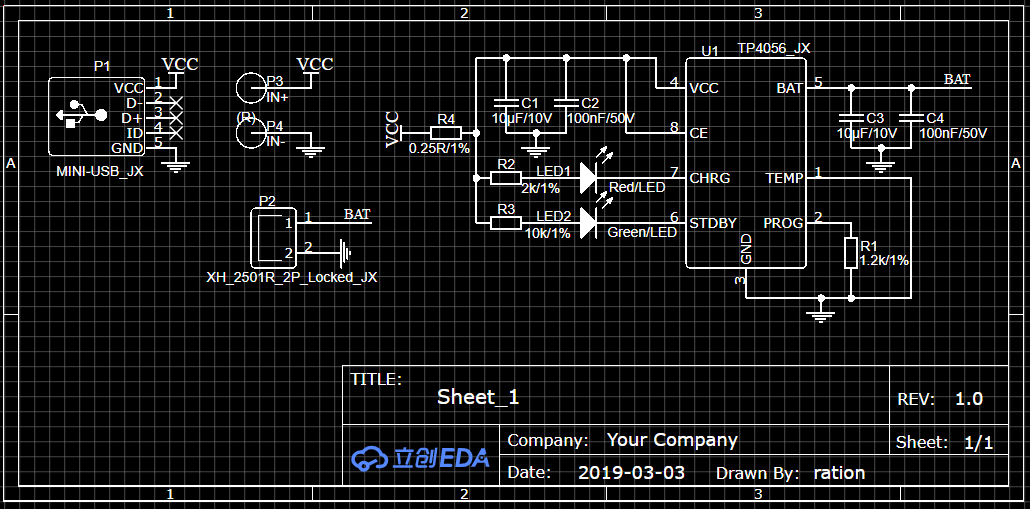 1 2 3
A A
P1
VCC
VCC 1
D- 2
D+ 3
ID 4
GND 5
MINI-USB_JX
VCC
P3
IN+
(R)
P4
IN-
P2
1 1 BAT
2 2
XH_2501R_2P_Locked_JX
VCC
R4
0.25R/1%
C1
10µF/10V
C2
100nF/50V
R2
2k/1%
LED1
Red/LED
R3
10k/1%
LED2
Green/LED
U1 TP4056_JX
4 VCC BAT 5
8 CE
7 CHRG TEMP 1
6 STDBY PROG 2
GND
3
BAT
C3
10µF/10V
C4
100nF/50V
R1
1.2k/1%
TITLE:
Sheet_1
REV: 1.0
立创EDA
Company: Your Company
Sheet: 1/1
Date: 2019-03-03 Drawn By: ration
1 2 3